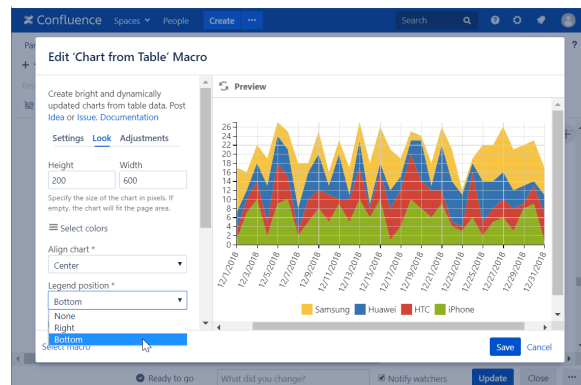 Confluence Spaces People Create ··· Search
Edit 'Chart from Table' Macro
Create bright and dynamically
updated charts from table data. Post
Idea or Issue. Documentation
Settings Look Adjustments
Height Width
200 600
Specify the size of the chart in pixels. If
empty, the chart will fit the page area.
Select colors
Align chart *
Center
Legend position *
Bottom
None
Right
Bottom
Select macro
Preview
26
24
22
20
18
16
14
12
10
8
6
4
2
0
12/1/2018
12/3/2018
12/5/2018
12/7/2018
12/9/2018
12/11/2018
12/13/2018
12/15/2018
12/17/2018
12/19/2018
12/21/2018
12/23/2018
12/25/2018
12/27/2018
12/29/2018
12/31/2018
Samsung Huawei HTC iPhone
Save Cancel
Ready to go What did you change? Notify watchers Update Close ···